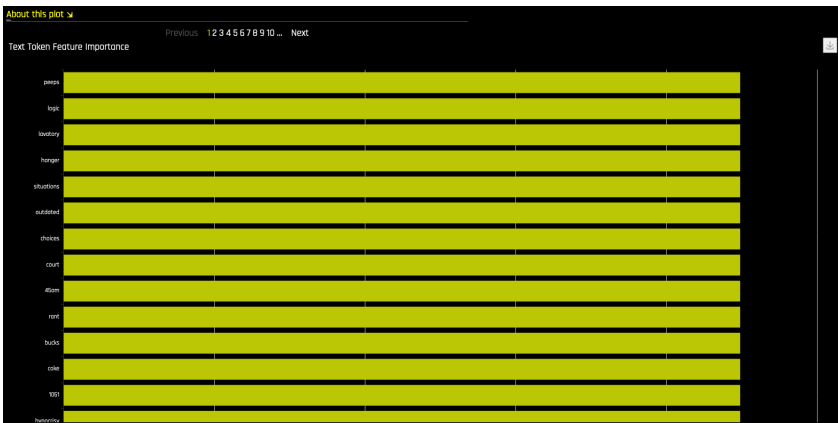 About this plot
Previous 1 2 3 4 5 6 7 8 9 10 ... Next
Text Token Feature Importance
peeps
logic
lavatory
hanger
situations
outdated
choices
court
45am
rant
bucks
coke
1051